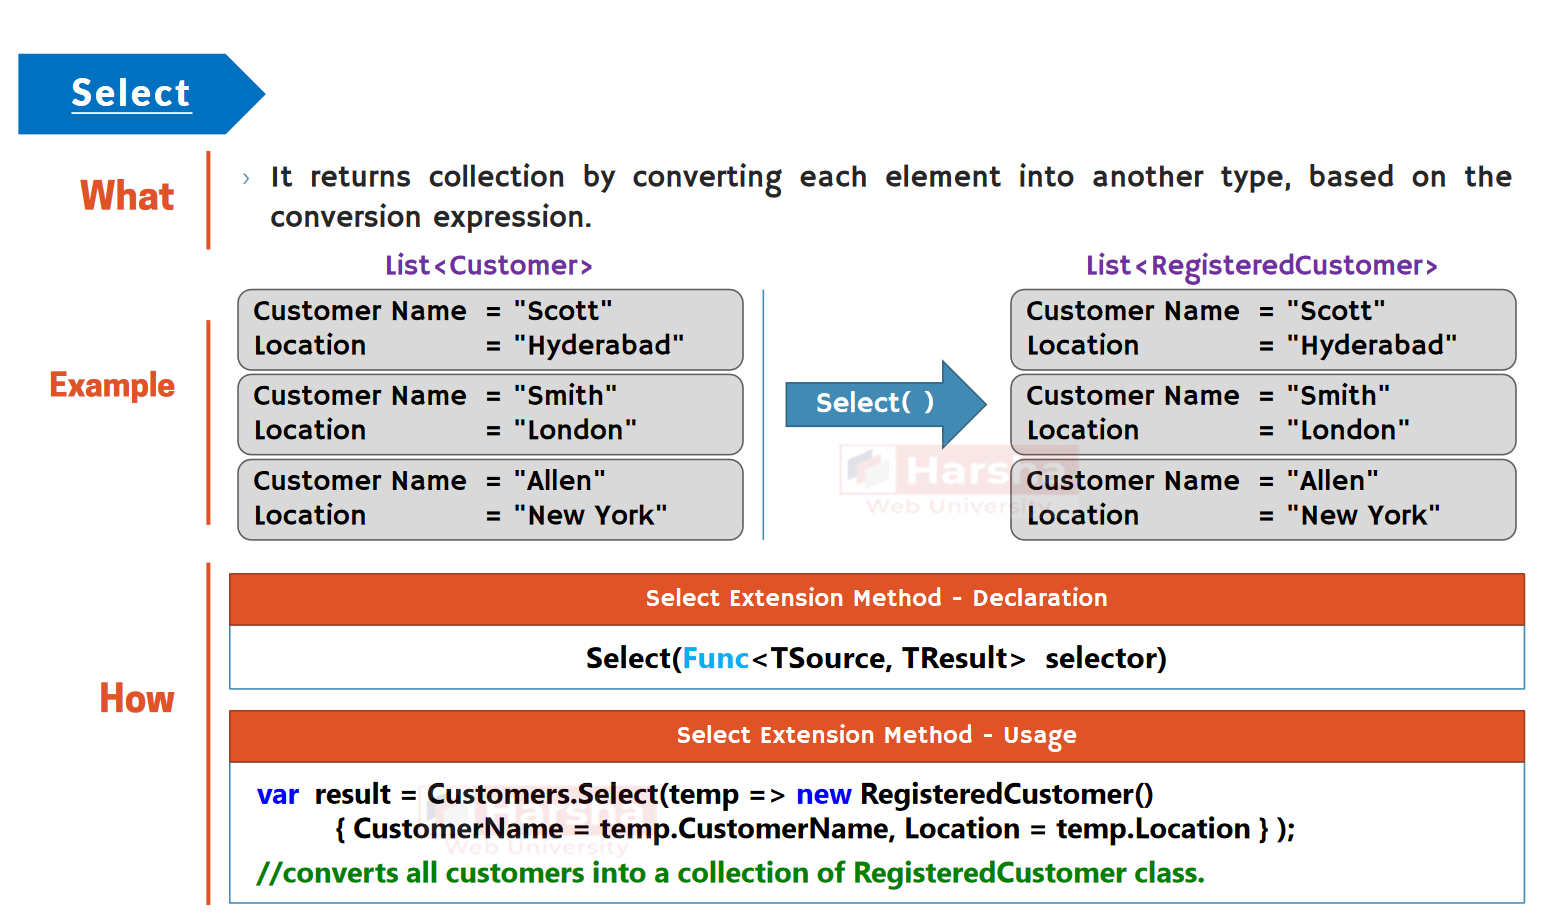 Select
What
› It returns collection by converting each element into another type, based on the
conversion expression.
List<Customer>
List<RegisteredCustomer>
Example
Customer Name = "Scott"
Location = "Hyderabad"
Customer Name = "Smith"
Location = "London"
Customer Name = "Allen"
Location = "New York"
Select( )
Customer Name = "Scott"
Location = "Hyderabad"
Customer Name = "Smith"
Location = "London"
Customer Name = "Allen"
Location = "New York"
Harsha
Web University
How
Select Extension Method - Declaration
Select(Func<TSource, TResult> selector)
Select Extension Method - Usage
var result = Customers.Select(temp => new RegisteredCustomer()
{ CustomerName = temp.CustomerName, Location = temp.Location } );
//converts all customers into a collection of RegisteredCustomer class.
Harsha
Web University